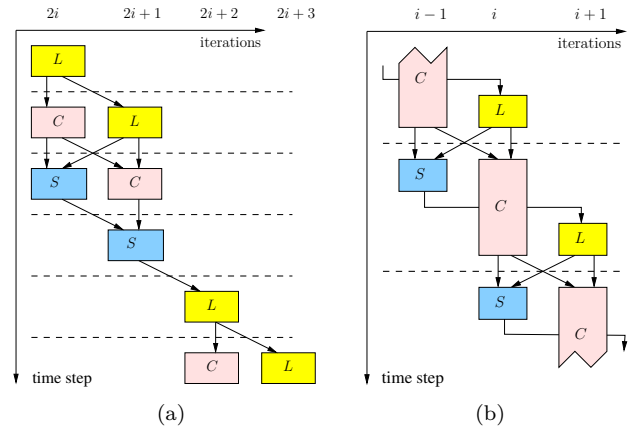 2i 2i + 1 2i + 2 2i + 3
iterations
L
C L
S C
S
L
C L
time step
(a)
i − 1 i i + 1
iterations
C
L
S
C
L
S
C
time step
(b)